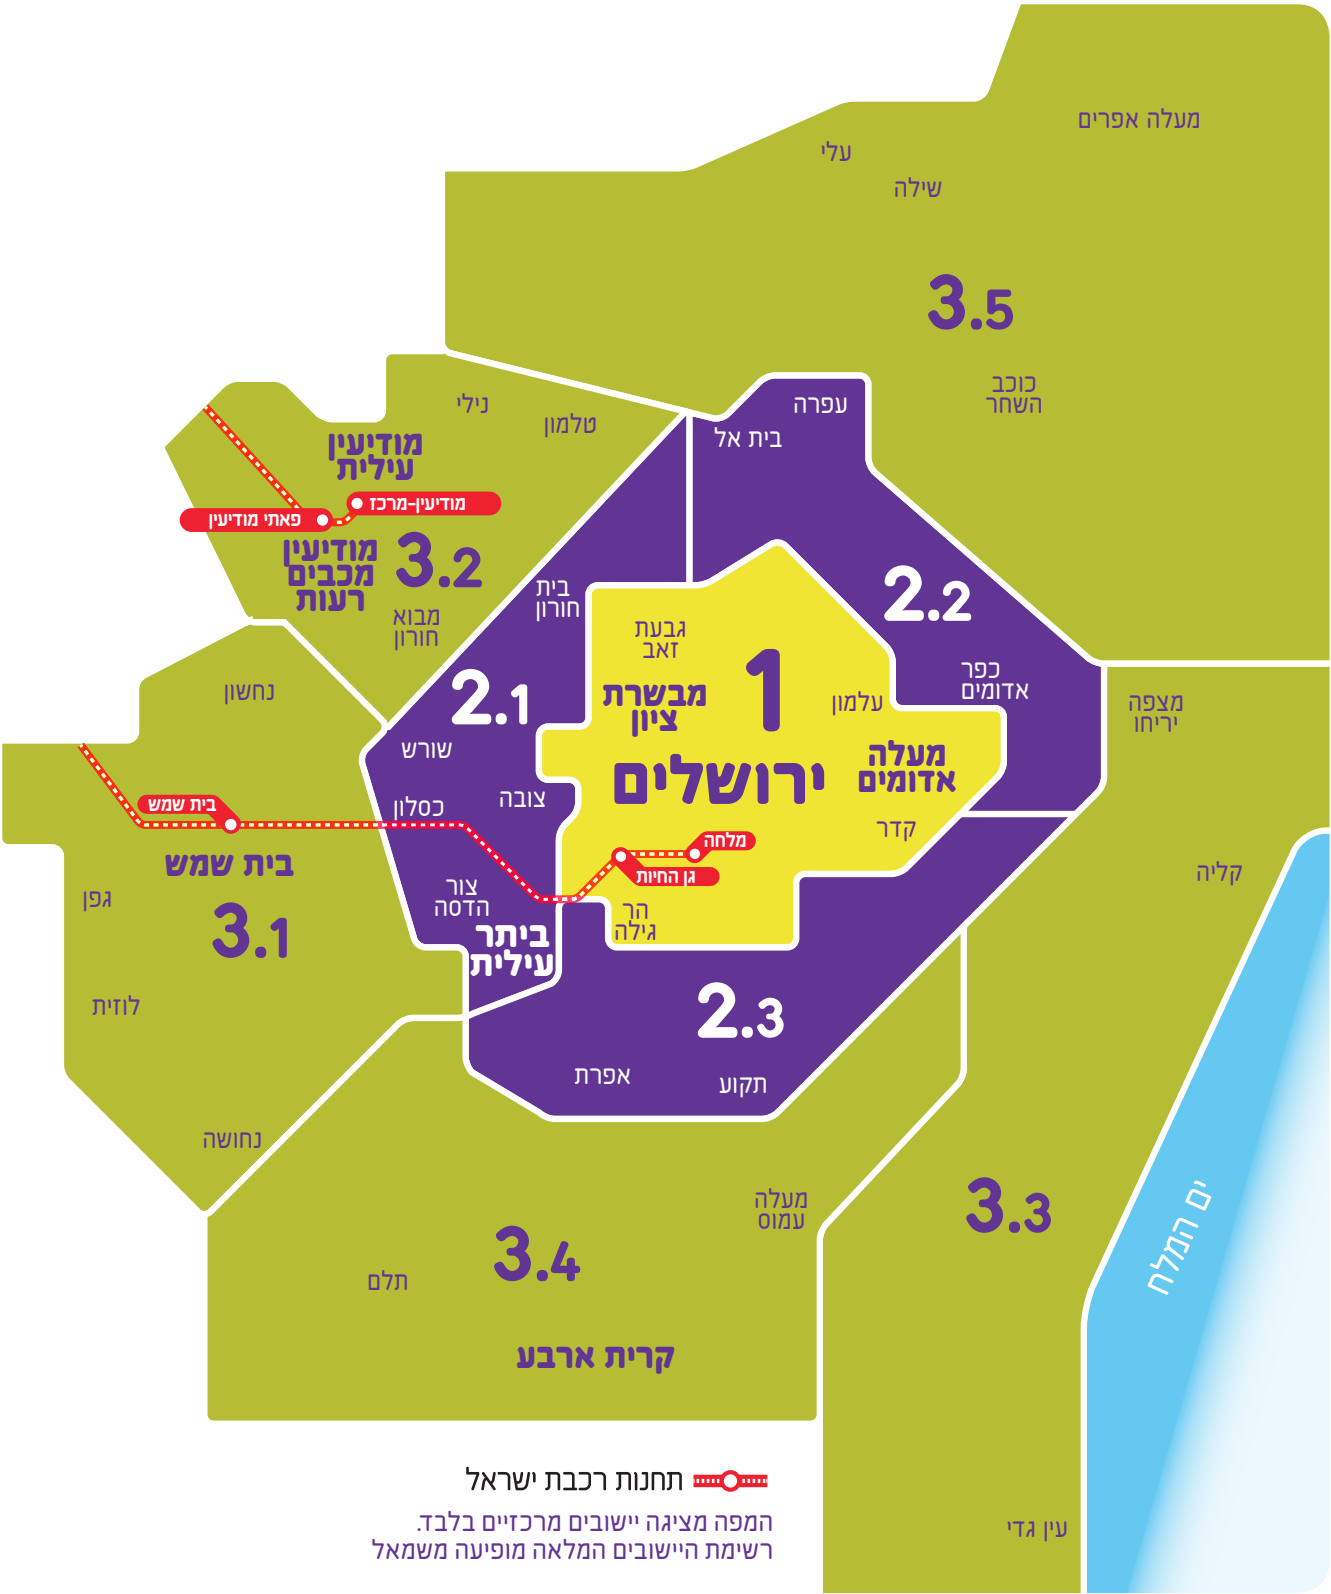 מעלה אפרים
עלי
שילה
3.5
כוכב
השחר
נילי
טלמון
מודיעין
עילית
מודיעין-מרכז
פאתי מודיעין
מודיעין
מכבים
רעות
3.2
מבוא
חורון
עפרה
בית אל
2.2
כפר
אדומים
בית
חורון
2.1
שורש
צובה
כסלון
צור
הדסה
ביתר
עילית
גבעת
זאב
1
מבשרת
ציון
עלמון
ירושלים
מעלה
אדומים
קדר
מלחה
גן החיות
הר
גילה
מצפה
יריחו
קליה
נחשון
בית שמש
בית שמש
גפן
3.1
לוזית
נחושה
2.3
אפרת
תקוע
מעלה
עמוס
3.3
ים המלח
3.4
תלם
קרית ארבע
עין גדי
תחנות רכבת ישראל
המפה מציגה יישובים מרכזיים בלבד.
רשימת היישובים המלאה מופיעה משמאל